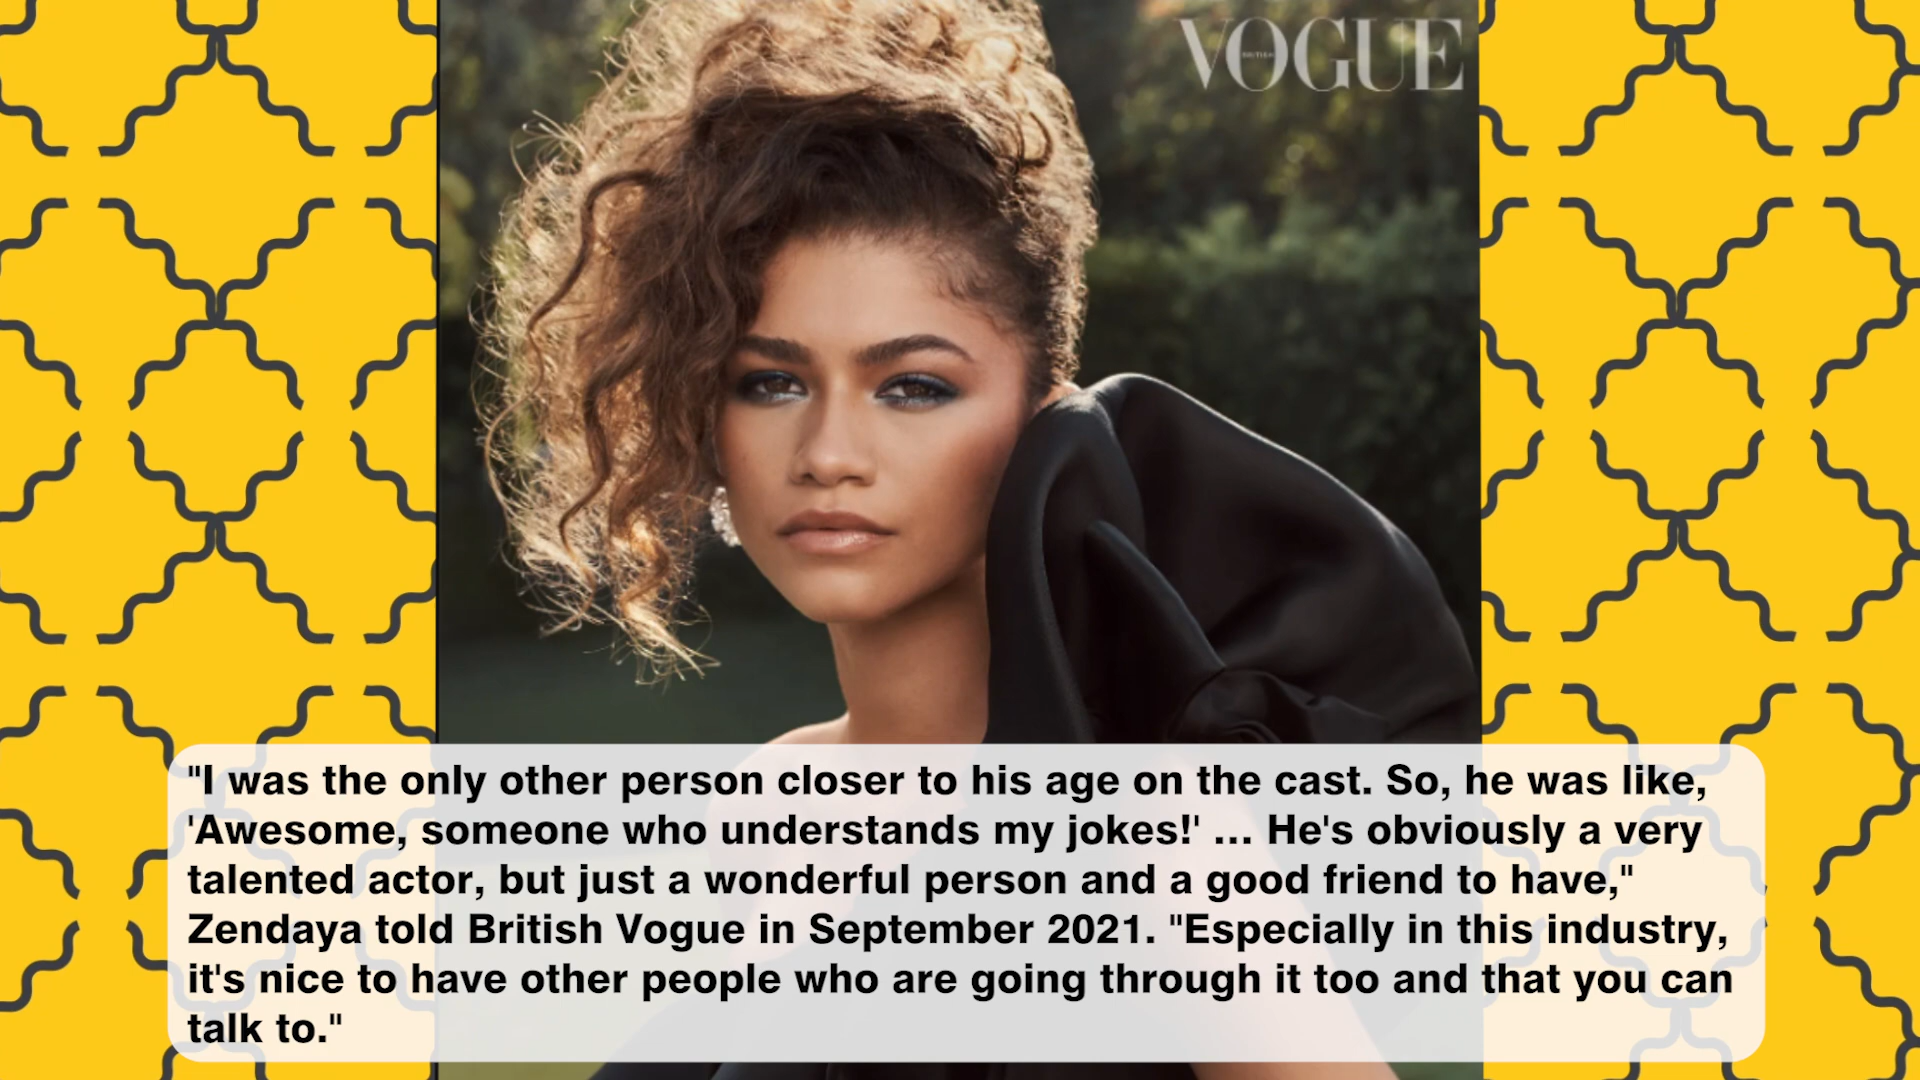 VOGUE
BRITISH
"I was the only other person closer to his age on the cast. So, he was like,
'Awesome, someone who understands my jokes!' ... He's obviously a very
talented actor, but just a wonderful person and a good friend to have,"
Zendaya told British Vogue in September 2021. "Especially in this industry,
it's nice to have other people who are going through it too and that you can
talk to."